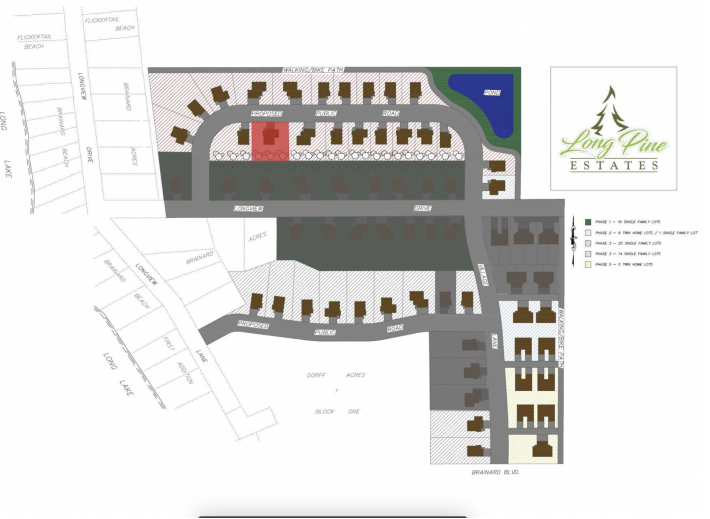 FLICKERTAIL
BEACH
FLICKERTAIL
BEACH
LONGVIEW
DRIVE
BRAINARD
BEACH
BRAINARD
ACRES
LONG
LAKE
WALKING/BIKE PATH
PROPOSED
PUBLIC
ROAD
POND
Long Pine
ESTATES
LONGVIEW
DRIVE
ACRES
BRAINARD
LONGVIEW
LANE
BRAINARD
BEACH
FIRST
ADDITION
LONG
LAKE
PROPOSED
PUBLIC
ROAD
VILLAGE
LANE
WALKING/BIKE PATH
DORFF ACRES
1
BLOCK ONE
BRAINARD BLVD.
PHASE 1 - 16 SINGLE FAMILY LOTS
PHASE 2 - 9 TWIN HOME LOTS / 1 SINGLE FAMILY LOT
PHASE 3 - 20 SINGLE FAMILY LOTS
PHASE 3 - 14 SINGLE FAMILY LOTS
PHASE 5 - 5 TWIN HOME LOTS